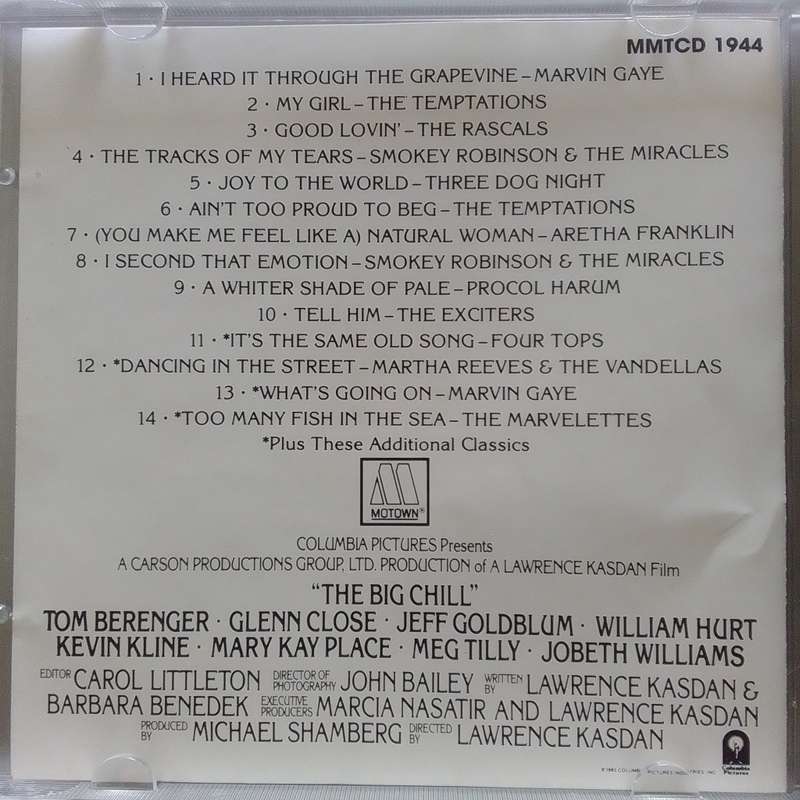 MMTCD 1944
1 · I HEARD IT THROUGH THE GRAPEVINE – MARVIN GAYE
2 · MY GIRL – THE TEMPTATIONS
3 · GOOD LOVIN' – THE RASCALS
4 · THE TRACKS OF MY TEARS – SMOKEY ROBINSON & THE MIRACLES
5 · JOY TO THE WORLD – THREE DOG NIGHT
6 · AIN'T TOO PROUD TO BEG – THE TEMPTATIONS
7 · (YOU MAKE ME FEEL LIKE A) NATURAL WOMAN – ARETHA FRANKLIN
8 · I SECOND THAT EMOTION – SMOKEY ROBINSON & THE MIRACLES
9 · A WHITER SHADE OF PALE – PROCOL HARUM
10 · TELL HIM – THE EXCITERS
11 · *IT'S THE SAME OLD SONG – FOUR TOPS
12 · *DANCING IN THE STREET – MARTHA REEVES & THE VANDELLAS
13 · *WHAT'S GOING ON – MARVIN GAYE
14 · *TOO MANY FISH IN THE SEA – THE MARVELETTES
*Plus These Additional Classics
MOTOWN®
COLUMBIA PICTURES Presents
A CARSON PRODUCTIONS GROUP, LTD. PRODUCTION of A LAWRENCE KASDAN Film
"THE BIG CHILL"
TOM BERENGER · GLENN CLOSE · JEFF GOLDBLUM · WILLIAM HURT
KEVIN KLINE · MARY KAY PLACE · MEG TILLY · JOBETH WILLIAMS
EDITOR CAROL LITTLETON DIRECTOR OF PHOTOGRAPHY JOHN BAILEY WRITTEN BY LAWRENCE KASDAN &
BARBARA BENEDEK EXECUTIVE PRODUCERS MARCIA NASATIR AND LAWRENCE KASDAN
PRODUCED BY MICHAEL SHAMBERG DIRECTED BY LAWRENCE KASDAN
Columbia
Pictures
PICTURES INDUSTRIES, INC.